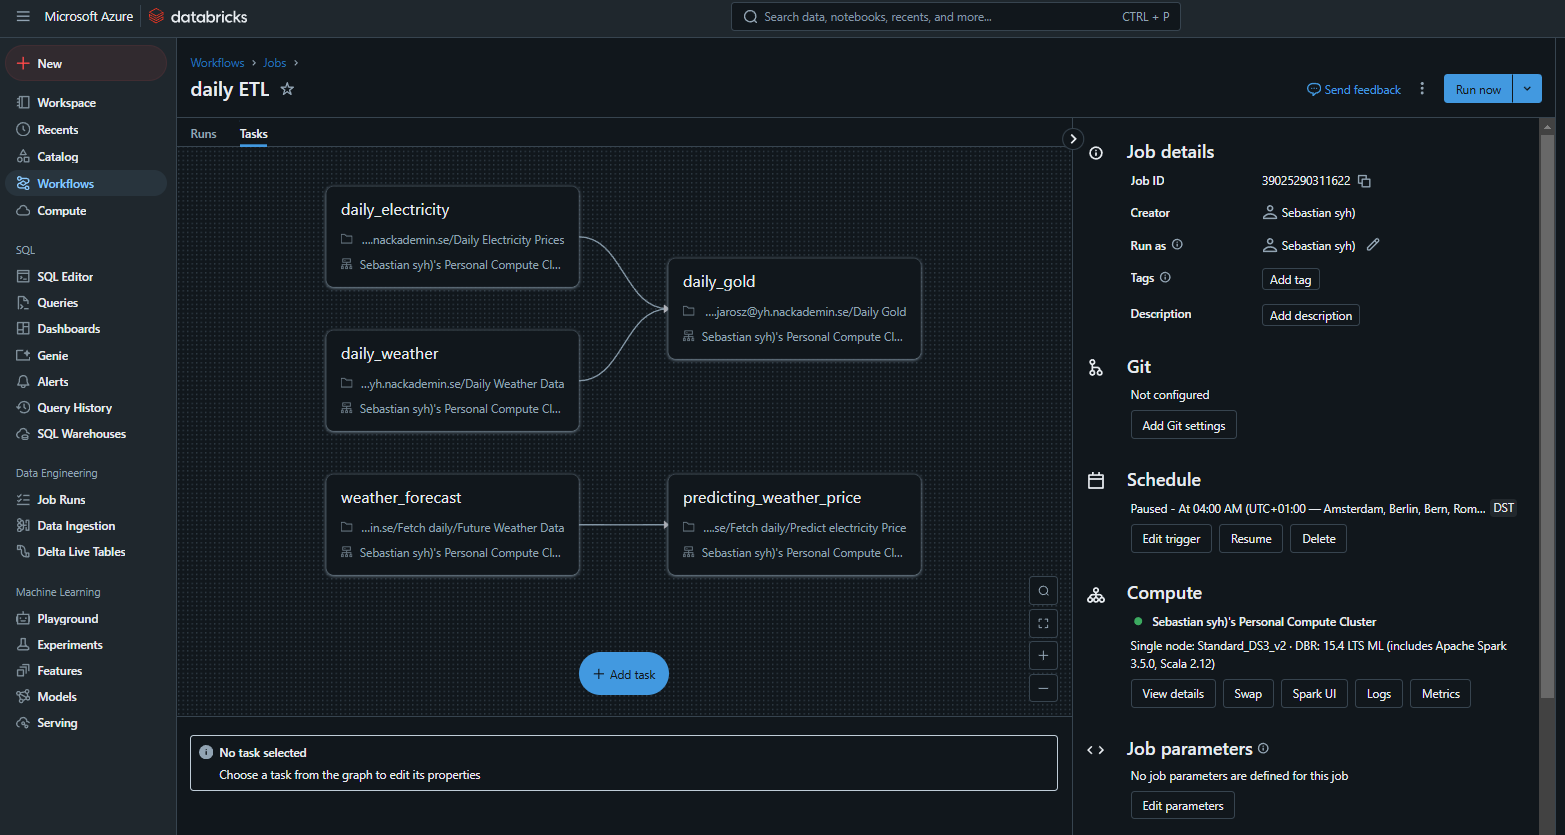 Microsoft Azure databricks
Search data, notebooks, recents, and more... CTRL + P
New
Workspace
Recents
Catalog
Workflows
Compute
SQL
SQL Editor
Queries
Dashboards
Genie
Alerts
Query History
SQL Warehouses
Data Engineering
Job Runs
Data Ingestion
Delta Live Tables
Machine Learning
Playground
Experiments
Features
Models
Serving
Workflows › Jobs ›
daily ETL
Send feedback
Run now
Runs Tasks
daily_electricity
....nackademin.se/Daily Electricity Prices
Sebastian syh)'s Personal Compute Cl...
daily_weather
...yh.nackademin.se/Daily Weather Data
Sebastian syh)'s Personal Compute Cl...
daily_gold
....jarosz@yh.nackademin.se/Daily Gold
Sebastian syh)'s Personal Compute Cl...
weather_forecast
...in.se/Fetch daily/Future Weather Data
Sebastian syh)'s Personal Compute Cl...
predicting_weather_price
....se/Fetch daily/Predict electricity Price
Sebastian syh)'s Personal Compute Cl...
+ Add task
No task selected
Choose a task from the graph to edit its properties
Job details
Job ID 39025290311622
Creator Sebastian syh)
Run as Sebastian syh)
Tags Add tag
Description Add description
Git
Not configured
Add Git settings
Schedule
Paused - At 04:00 AM (UTC+01:00 — Amsterdam, Berlin, Bern, Rom... DST
Edit trigger Resume Delete
Compute
Sebastian syh)'s Personal Compute Cluster
Single node: Standard_DS3_v2 · DBR: 15.4 LTS ML (includes Apache Spark
3.5.0, Scala 2.12)
View details Swap Spark UI Logs Metrics
Job parameters
No job parameters are defined for this job
Edit parameters